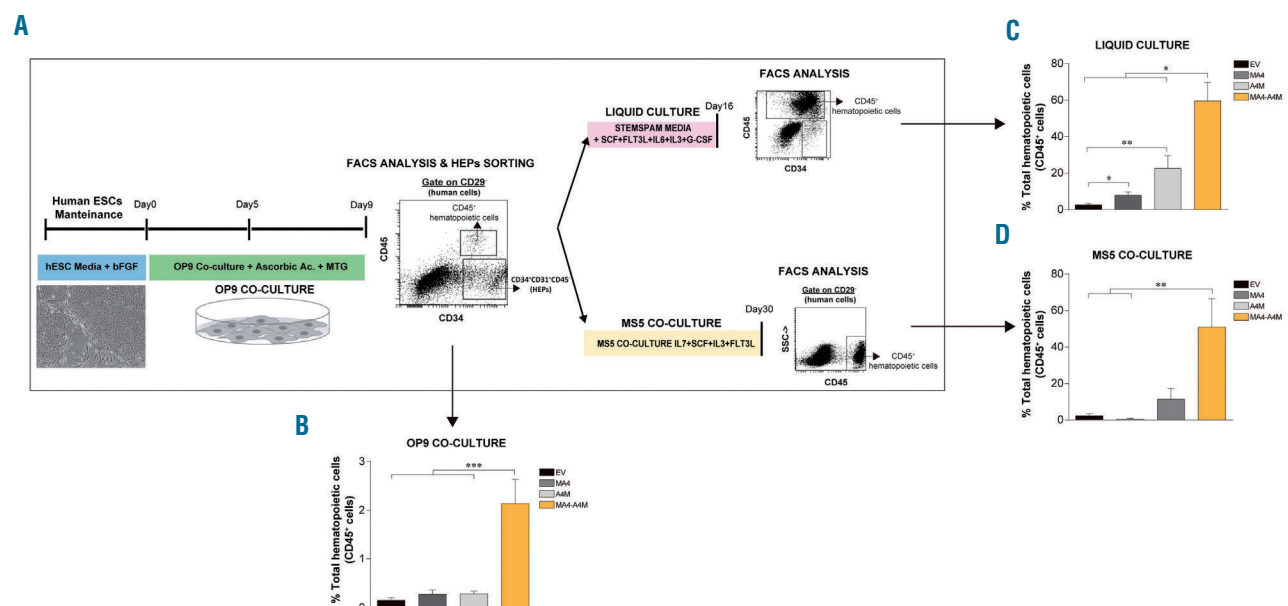 A
Human ESCs
Manteinance
Day0
Day5
Day9
hESC Media + bFGF
OP9 Co-culture + Ascorbic Ac. + MTG
OP9 CO-CULTURE
FACS ANALYSIS & HEPs SORTING
Gate on CD29-
(human cells)
CD45+
hematopoietic cells
CD45
CD34+CD31+CD45-
(HEPs)
CD34
LIQUID CULTURE
Day16
STEMSPAM MEDIA
+ SCF+FLT3L+IL6+IL3+G-CSF
FACS ANALYSIS
CD45+
hematopoietic cells
CD45
CD34
MS5 CO-CULTURE
Day30
MS5 CO-CULTURE IL7+SCF+IL3+FLT3L
FACS ANALYSIS
Gate on CD29-
(human cells)
SSC->
CD45+
hematopoietic cells
CD45
B
OP9 CO-CULTURE
% Total hematopoietic cells
(CD45+ cells)
3
2
1
0
***
EV
MA4
A4M
MA4-A4M
C
LIQUID CULTURE
% Total hematopoietic cells
(CD45+ cells)
80
60
40
20
0
*
**
*
EV
MA4
A4M
MA4-A4M
D
MS5 CO-CULTURE
% Total hematopoietic cells
(CD45+ cells)
80
60
40
20
0
**
EV
MA4
A4M
MA4-A4M